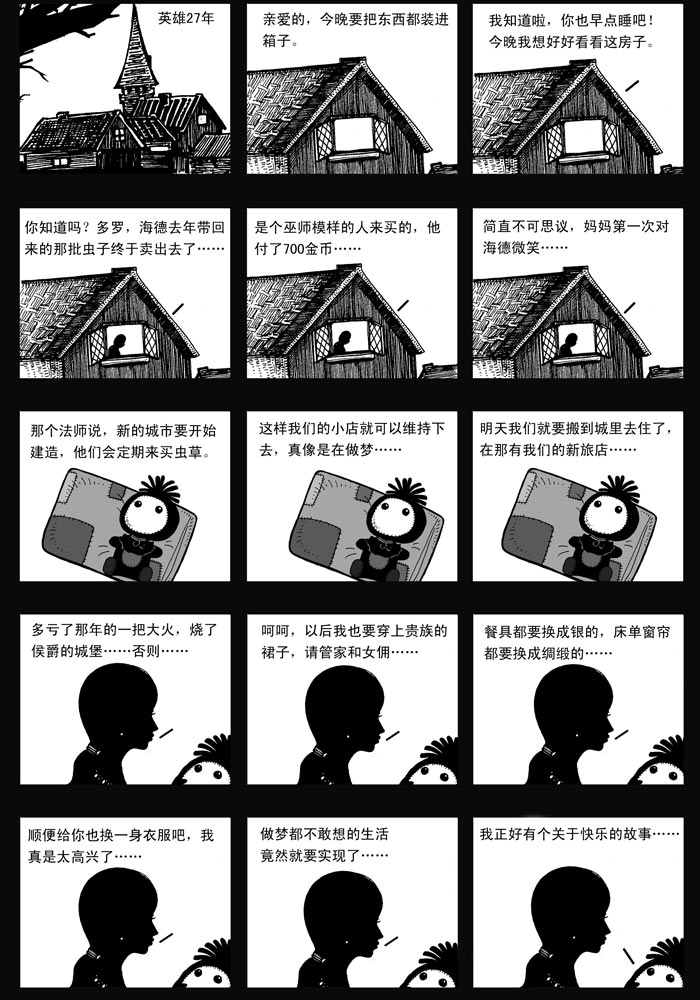 英雄27年
亲爱的，今晚要把东西都装进
箱子。
我知道啦，你也早点睡吧！
今晚我想好好看看这房子。
你知道吗？多罗，海德去年带回
来的那批虫子终于卖出去了……
是个巫师模样的人来买的，他
付了700金币……
简直不可思议，妈妈第一次对
海德微笑……
那个法师说，新的城市要开始
建造，他们会定期来买虫草。
这样我们的小店就可以维持下
去，真像是在做梦……
明天我们就要搬到城里去住了，
在那有我们的新旅店……
多亏了那年的一把大火，烧了
侯爵的城堡……否则……
呵呵，以后我也要穿上贵族的
裙子，请管家和女佣……
餐具都要换成银的，床单窗帘
都要换成绸缎的……
顺便给你也换一身衣服吧，我
真是太高兴了……
做梦都不敢想的生活
竟然就要实现了……
我正好有个关于快乐的故事……